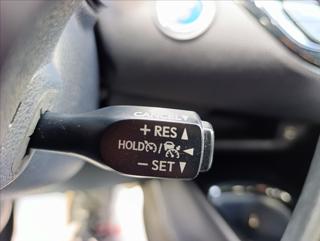 CANCEL
+ RES
HOLD /
− SET